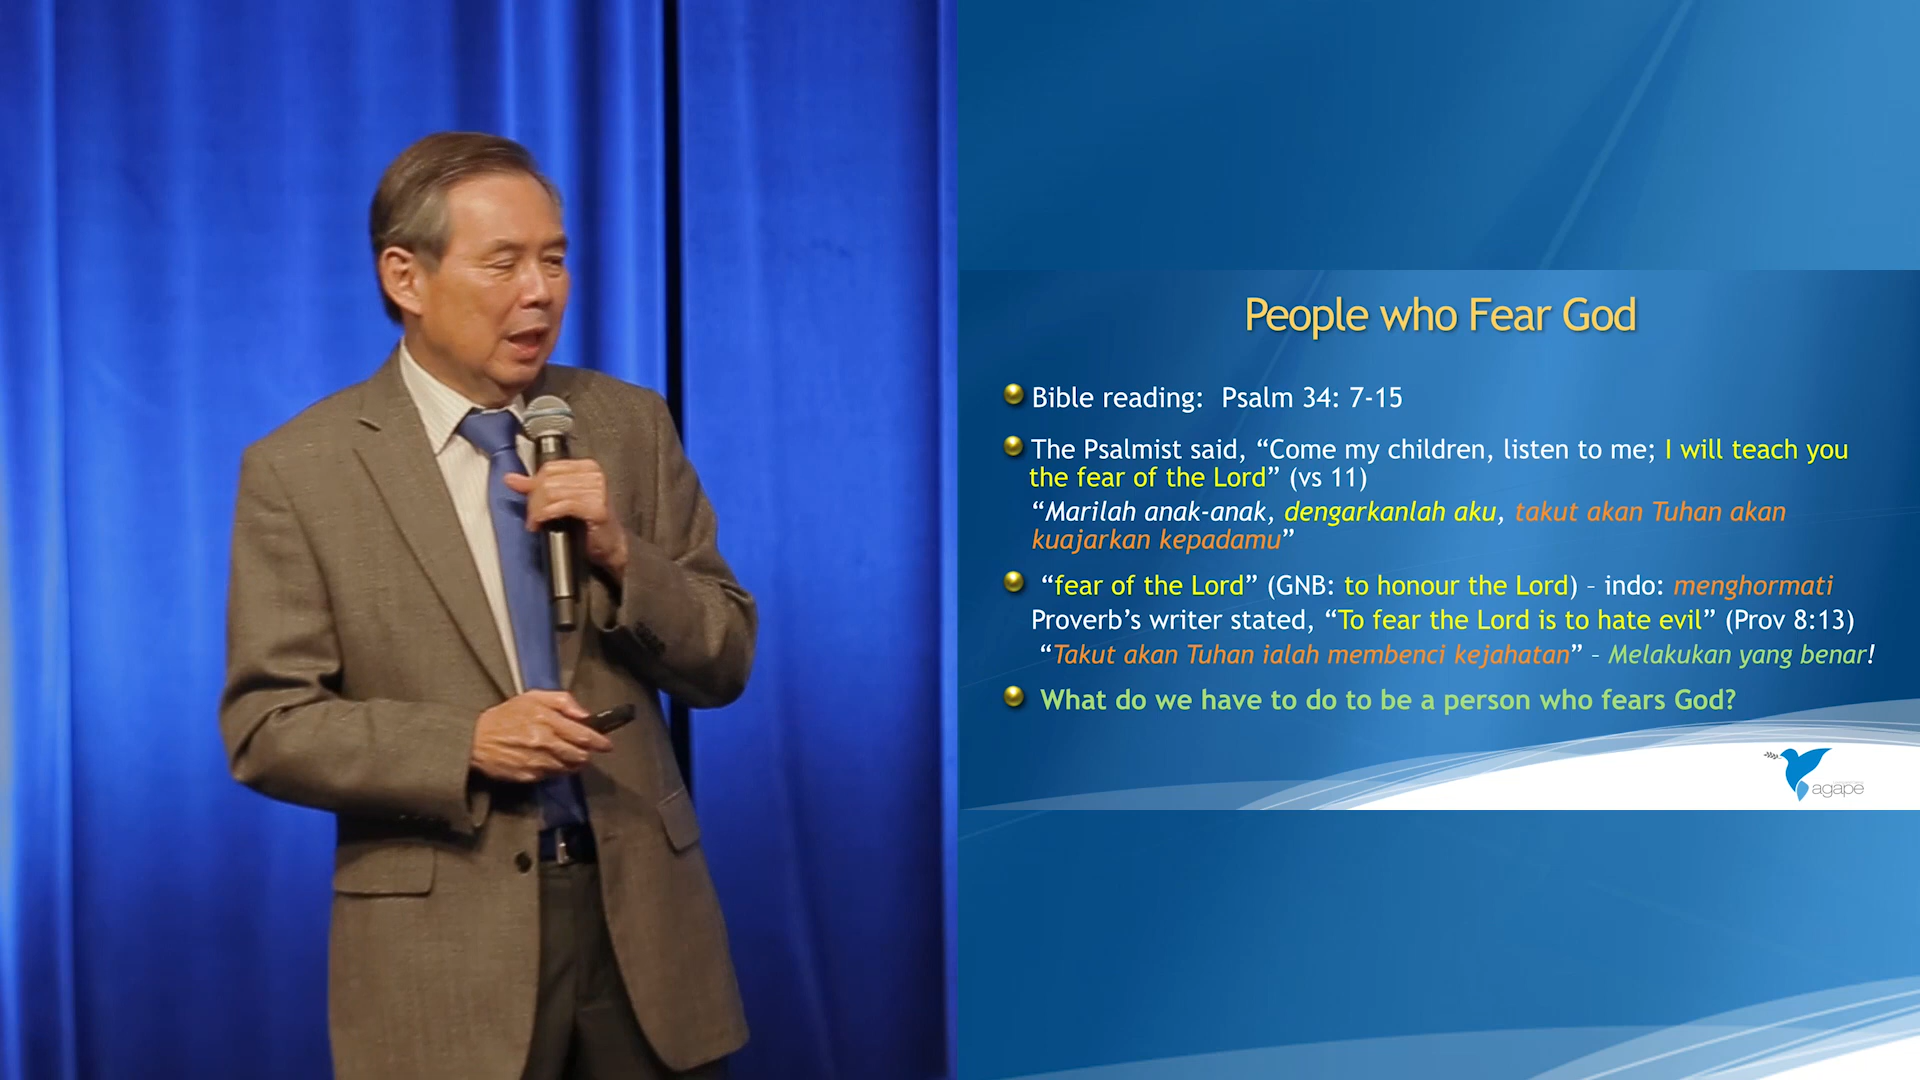 People who Fear God
Bible reading: Psalm 34: 7-15
The Psalmist said, “Come my children, listen to me; I will teach you
the fear of the Lord” (vs 11)
“Marilah anak-anak, dengarkanlah aku, takut akan Tuhan akan
kuajarkan kepadamu”
“fear of the Lord” (GNB: to honour the Lord) – indo: menghormati
Proverb’s writer stated, “To fear the Lord is to hate evil” (Prov 8:13)
“Takut akan Tuhan ialah membenci kejahatan” – Melakukan yang benar!
What do we have to do to be a person who fears God?
agape